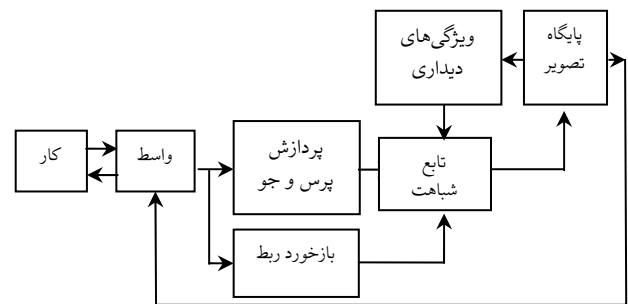 پایگاه
تصویر
ویژگی‌های
دیداری
کار
واسط
پردازش
پرس و جو
تابع
شباهت
بازخورد ربط